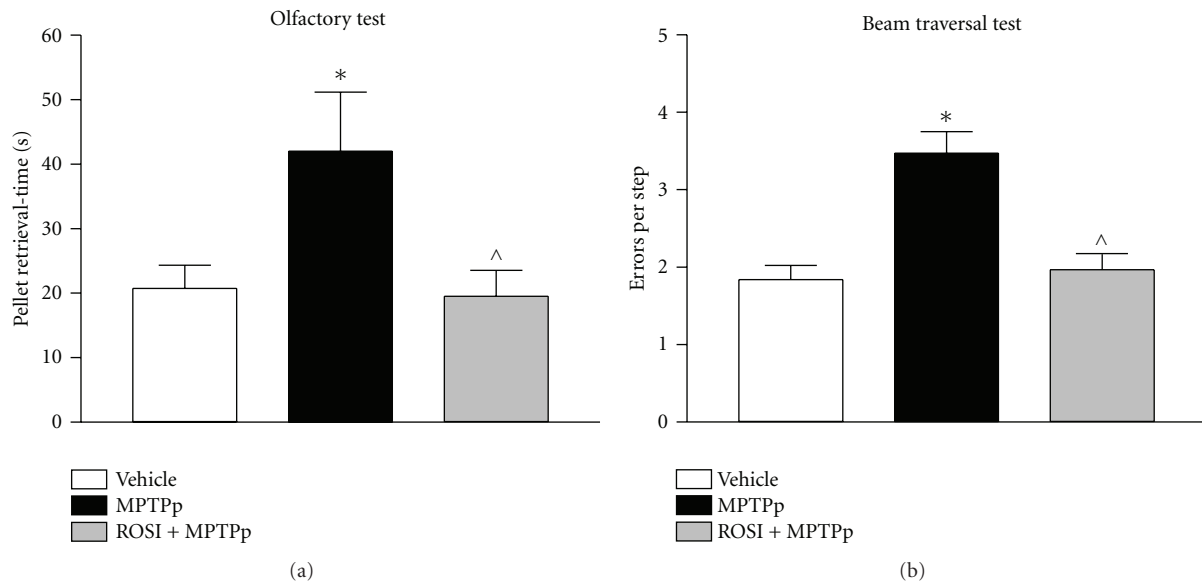 Olfactory test
60
50
40
30
20
10
0
Pellet retrieval-time (s)
*
^
Vehicle
MPTPp
ROSI + MPTPp
(a)
Beam traversal test
5
4
3
2
1
0
Errors per step
*
^
Vehicle
MPTPp
ROSI + MPTPp
(b)